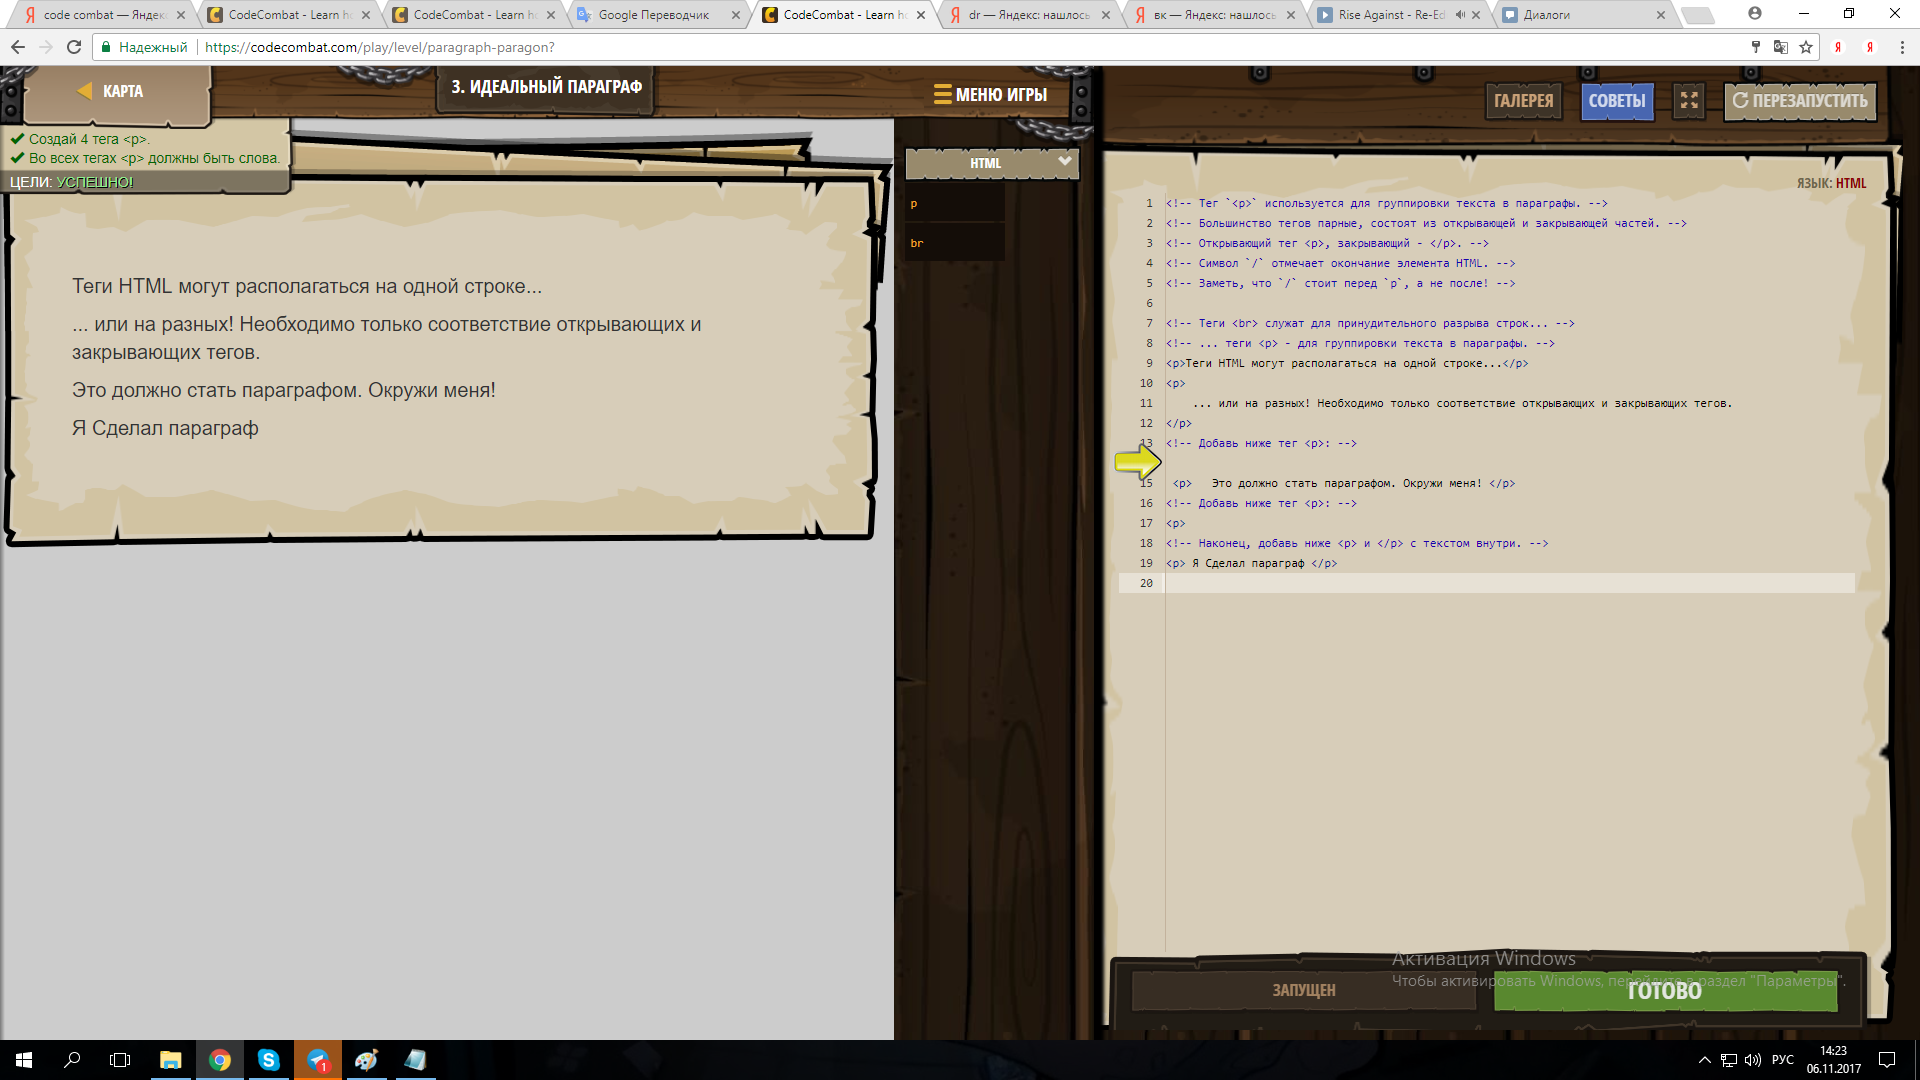 code combat — Яндекс
CodeCombat - Learn ho
CodeCombat - Learn ho
Google Переводчик
CodeCombat - Learn ho
dr — Яндекс: нашлось
вк — Яндекс: нашлось
Rise Against - Re-Ed
Диалоги
Надежный
https://codecombat.com/play/level/paragraph-paragon?
КАРТА
3. ИДЕАЛЬНЫЙ ПАРАГРАФ
МЕНЮ ИГРЫ
ГАЛЕРЕЯ
СОВЕТЫ
ПЕРЕЗАПУСТИТЬ
Создай 4 тега <p>.
Во всех тегах <p> должны быть слова.
ЦЕЛИ: УСПЕШНО!
Теги HTML могут располагаться на одной строке...
... или на разных! Необходимо только соответствие открывающих и
закрывающих тегов.
Это должно стать параграфом. Окружи меня!
Я Сделал параграф
HTML
p
br
ЯЗЫК: HTML
1 <!-- Тег `<p>` используется для группировки текста в параграфы. -->
2 <!-- Большинство тегов парные, состоят из открывающей и закрывающей частей. -->
3 <!-- Открывающий тег <p>, закрывающий - </p>. -->
4 <!-- Символ `/` отмечает окончание элемента HTML. -->
5 <!-- Заметь, что `/` стоит перед `p`, а не после! -->
6
7 <!-- Теги <br> служат для принудительного разрыва строк... -->
8 <!-- ... теги <p> - для группировки текста в параграфы. -->
9 <p>Теги HTML могут располагаться на одной строке...</p>
10 <p>
11 ... или на разных! Необходимо только соответствие открывающих и закрывающих тегов.
12 </p>
13 <!-- Добавь ниже тег <p>: -->
15 <p> Это должно стать параграфом. Окружи меня! </p>
16 <!-- Добавь ниже тег <p>: -->
17 <p>
18 <!-- Наконец, добавь ниже <p> и </p> с текстом внутри. -->
19 <p> Я Сделал параграф </p>
20
Активация Windows
Чтобы активировать Windows, перейдите в раздел "Параметры".
ЗАПУЩЕН
ГОТОВО
1
РУС
14:23
06.11.2017